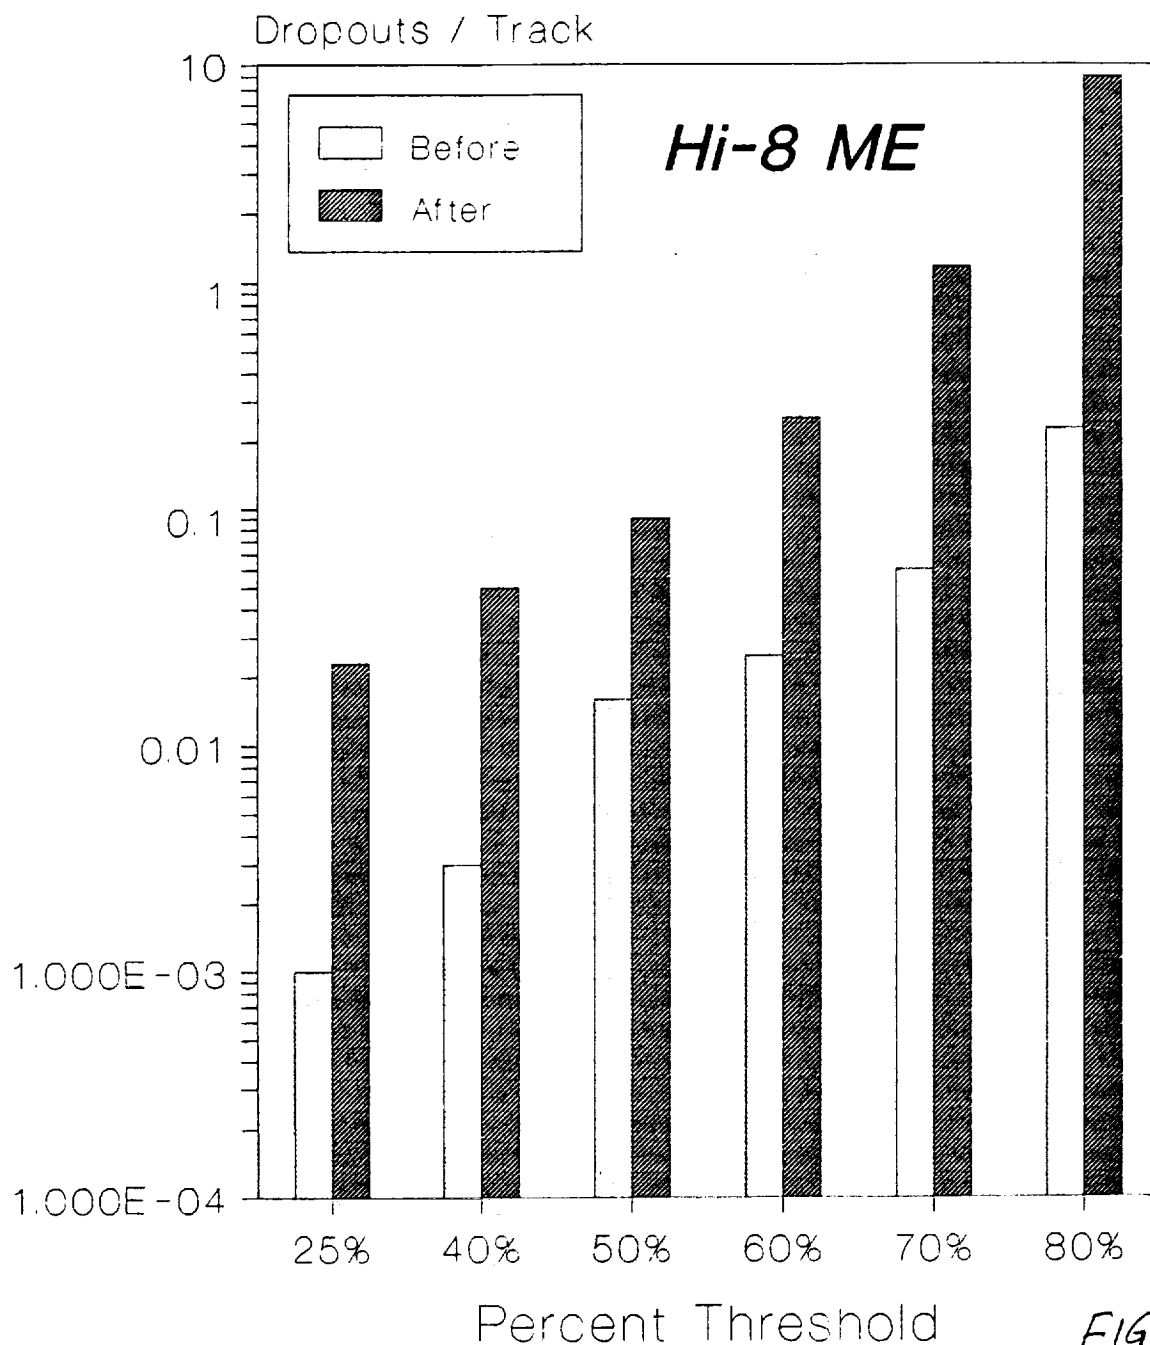 Dropouts / Track
10
Before
After
Hi-8 ME
1
0.1
0.01
1.000E-03
1.000E-04
25% 40% 50% 60% 70% 80%
Percent Threshold
FIG